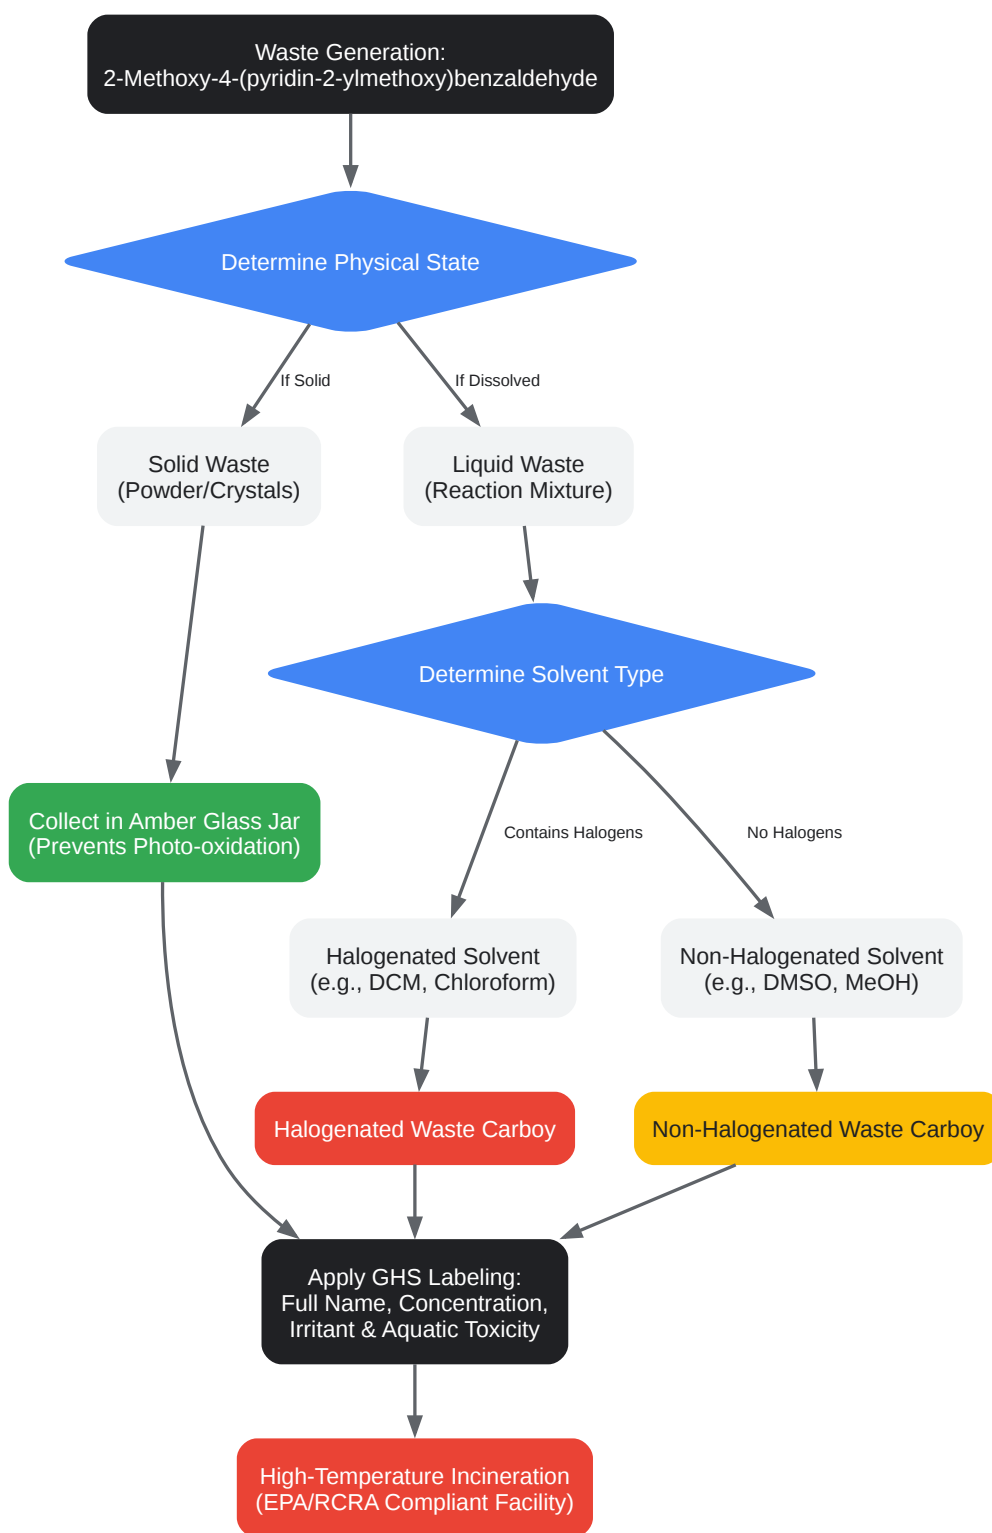 Waste Generation:
2-Methoxy-4-(pyridin-2-ylmethoxy)benzaldehyde
Determine Physical State
If Solid
If Dissolved
Solid Waste
(Powder/Crystals)
Liquid Waste
(Reaction Mixture)
Determine Solvent Type
Collect in Amber Glass Jar
(Prevents Photo-oxidation)
Contains Halogens
No Halogens
Halogenated Solvent
(e.g., DCM, Chloroform)
Non-Halogenated Solvent
(e.g., DMSO, MeOH)
Halogenated Waste Carboy
Non-Halogenated Waste Carboy
Apply GHS Labeling:
Full Name, Concentration,
Irritant & Aquatic Toxicity
High-Temperature Incineration
(EPA/RCRA Compliant Facility)